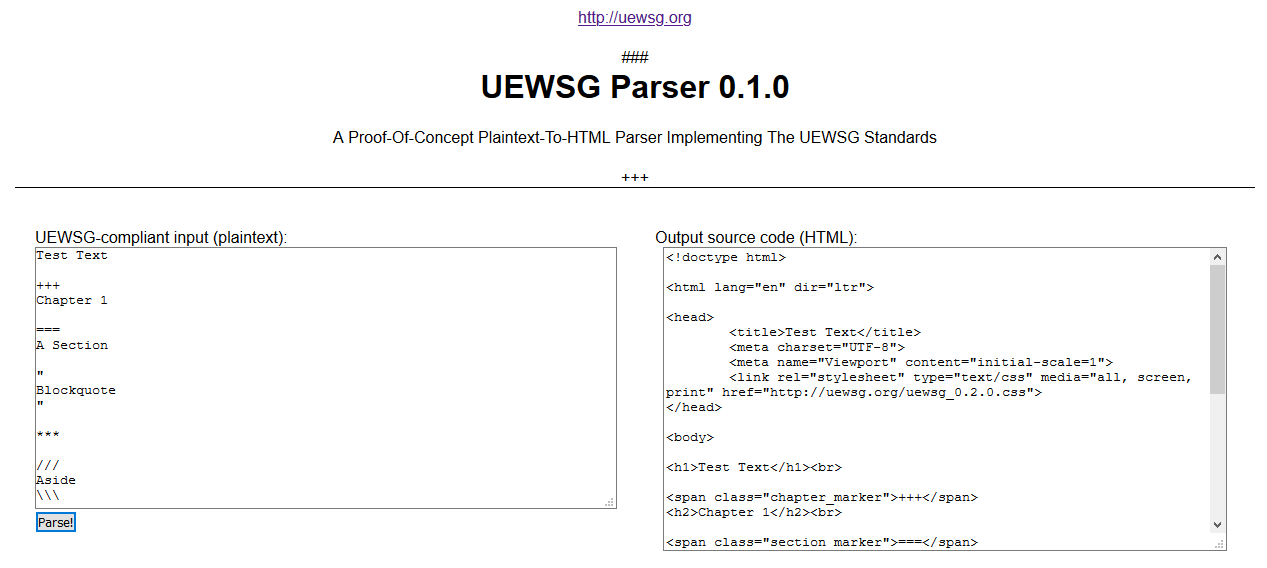 http://uewsg.org
###
UEWSG Parser 0.1.0
A Proof-Of-Concept Plaintext-To-HTML Parser Implementing The UEWSG Standards
+++
UEWSG-compliant input (plaintext):
Test Text
+++
Chapter 1
===
A Section
"
Blockquote
"
***
///
Aside
\\\
Parse!
Output source code (HTML):
<!doctype html>
<html lang="en" dir="ltr">
<head>
<title>Test Text</title>
<meta charset="UTF-8">
<meta name="Viewport" content="initial-scale=1">
<link rel="stylesheet" type="text/css" media="all, screen,
print" href="http://uewsg.org/uewsg_0.2.0.css">
</head>
<body>
<h1>Test Text</h1><br>
<span class="chapter_marker">+++</span>
<h2>Chapter 1</h2><br>
<span class="section_marker">===</span>